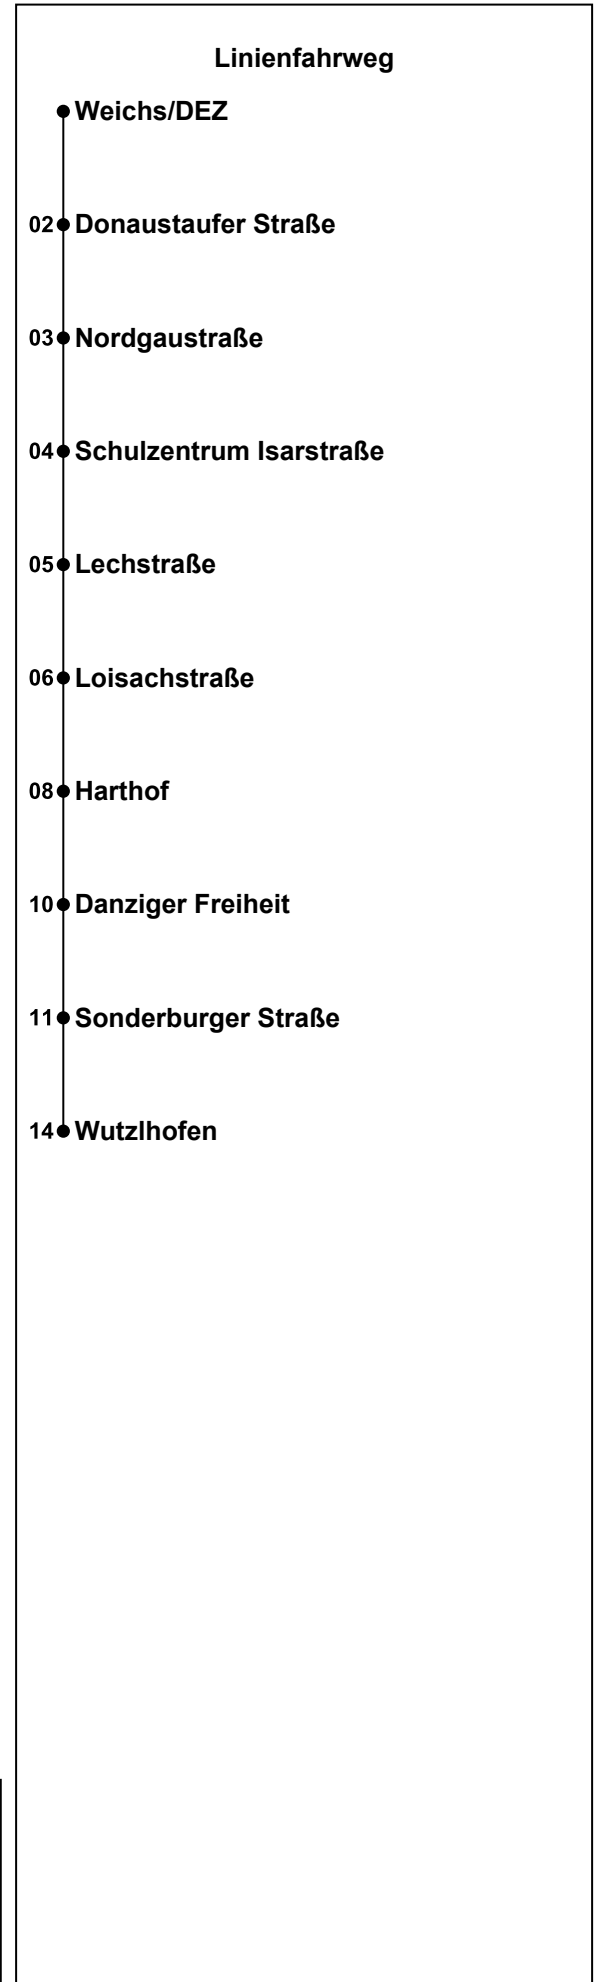 Linienfahrweg
Weichs/DEZ
02 Donaustaufer Straße
03 Nordgaustraße
04 Schulzentrum Isarstraße
05 Lechstraße
06 Loisachstraße
08 Harthof
10 Danziger Freiheit
11 Sonderburger Straße
14 Wutzlhofen